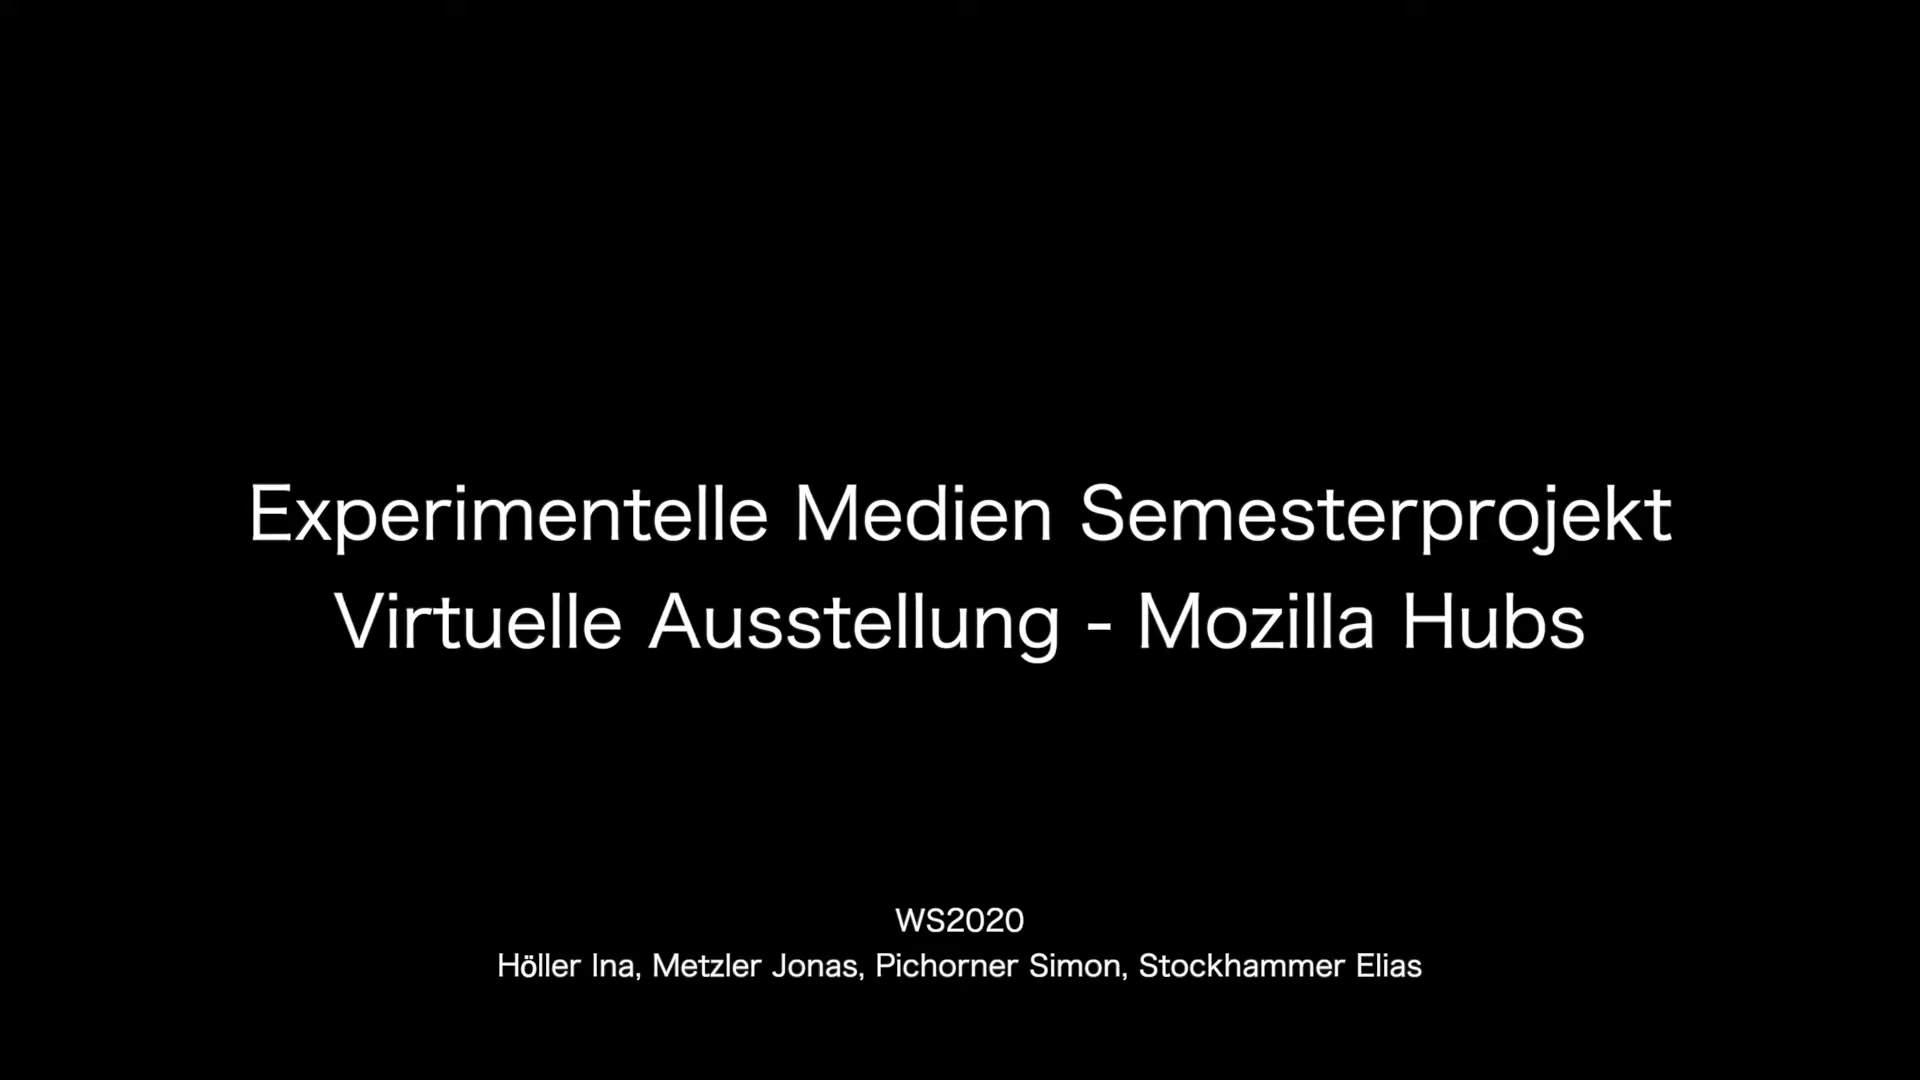 Experimentelle Medien Semesterprojekt
Virtuelle Ausstellung - Mozilla Hubs
WS2020
Höller Ina, Metzler Jonas, Pichorner Simon, Stockhammer Elias